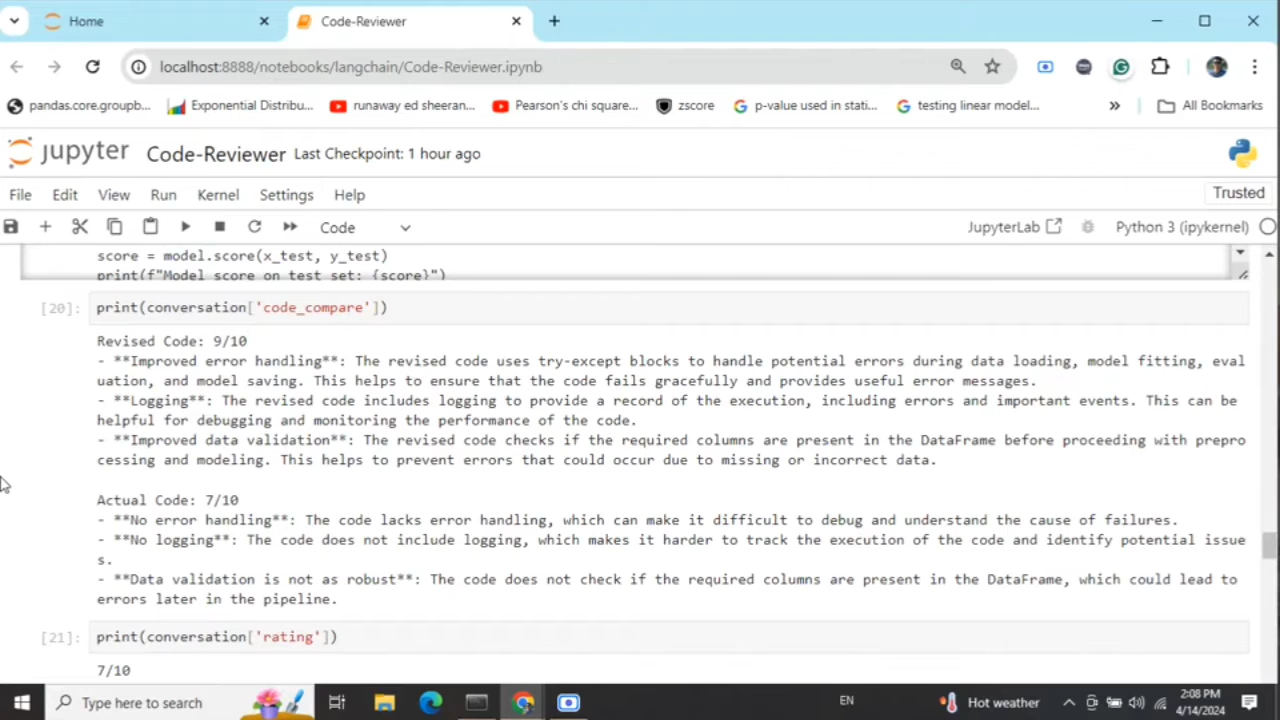 Home
Code-Reviewer
localhost:8888/notebooks/langchain/Code-Reviewer.ipynb
pandas.core.groupb...
Exponential Distribu...
runaway ed sheeran...
Pearson's chi square...
zscore
p-value used in stati...
testing linear model...
»
All Bookmarks
jupyter
Code-Reviewer Last Checkpoint: 1 hour ago
File Edit View Run Kernel Settings Help
Trusted
Code
JupyterLab
Python 3 (ipykernel)
score = model.score(x_test, y_test)
print(f"Model score on test set: {score}")
[20]: print(conversation['code_compare'])
Revised Code: 9/10
- **Improved error handling**: The revised code uses try-except blocks to handle potential errors during data loading, model fitting, eval
uation, and model saving. This helps to ensure that the code fails gracefully and provides useful error messages.
- **Logging**: The revised code includes logging to provide a record of the execution, including errors and important events. This can be
helpful for debugging and monitoring the performance of the code.
- **Improved data validation**: The revised code checks if the required columns are present in the DataFrame before proceeding with prepro
cessing and modeling. This helps to prevent errors that could occur due to missing or incorrect data.
Actual Code: 7/10
- **No error handling**: The code lacks error handling, which can make it difficult to debug and understand the cause of failures.
- **No logging**: The code does not include logging, which makes it harder to track the execution of the code and identify potential issue
s.
- **Data validation is not as robust**: The code does not check if the required columns are present in the DataFrame, which could lead to
errors later in the pipeline.
[21]: print(conversation['rating'])
7/10
Type here to search
EN
Hot weather
2:08 PM
4/14/2024